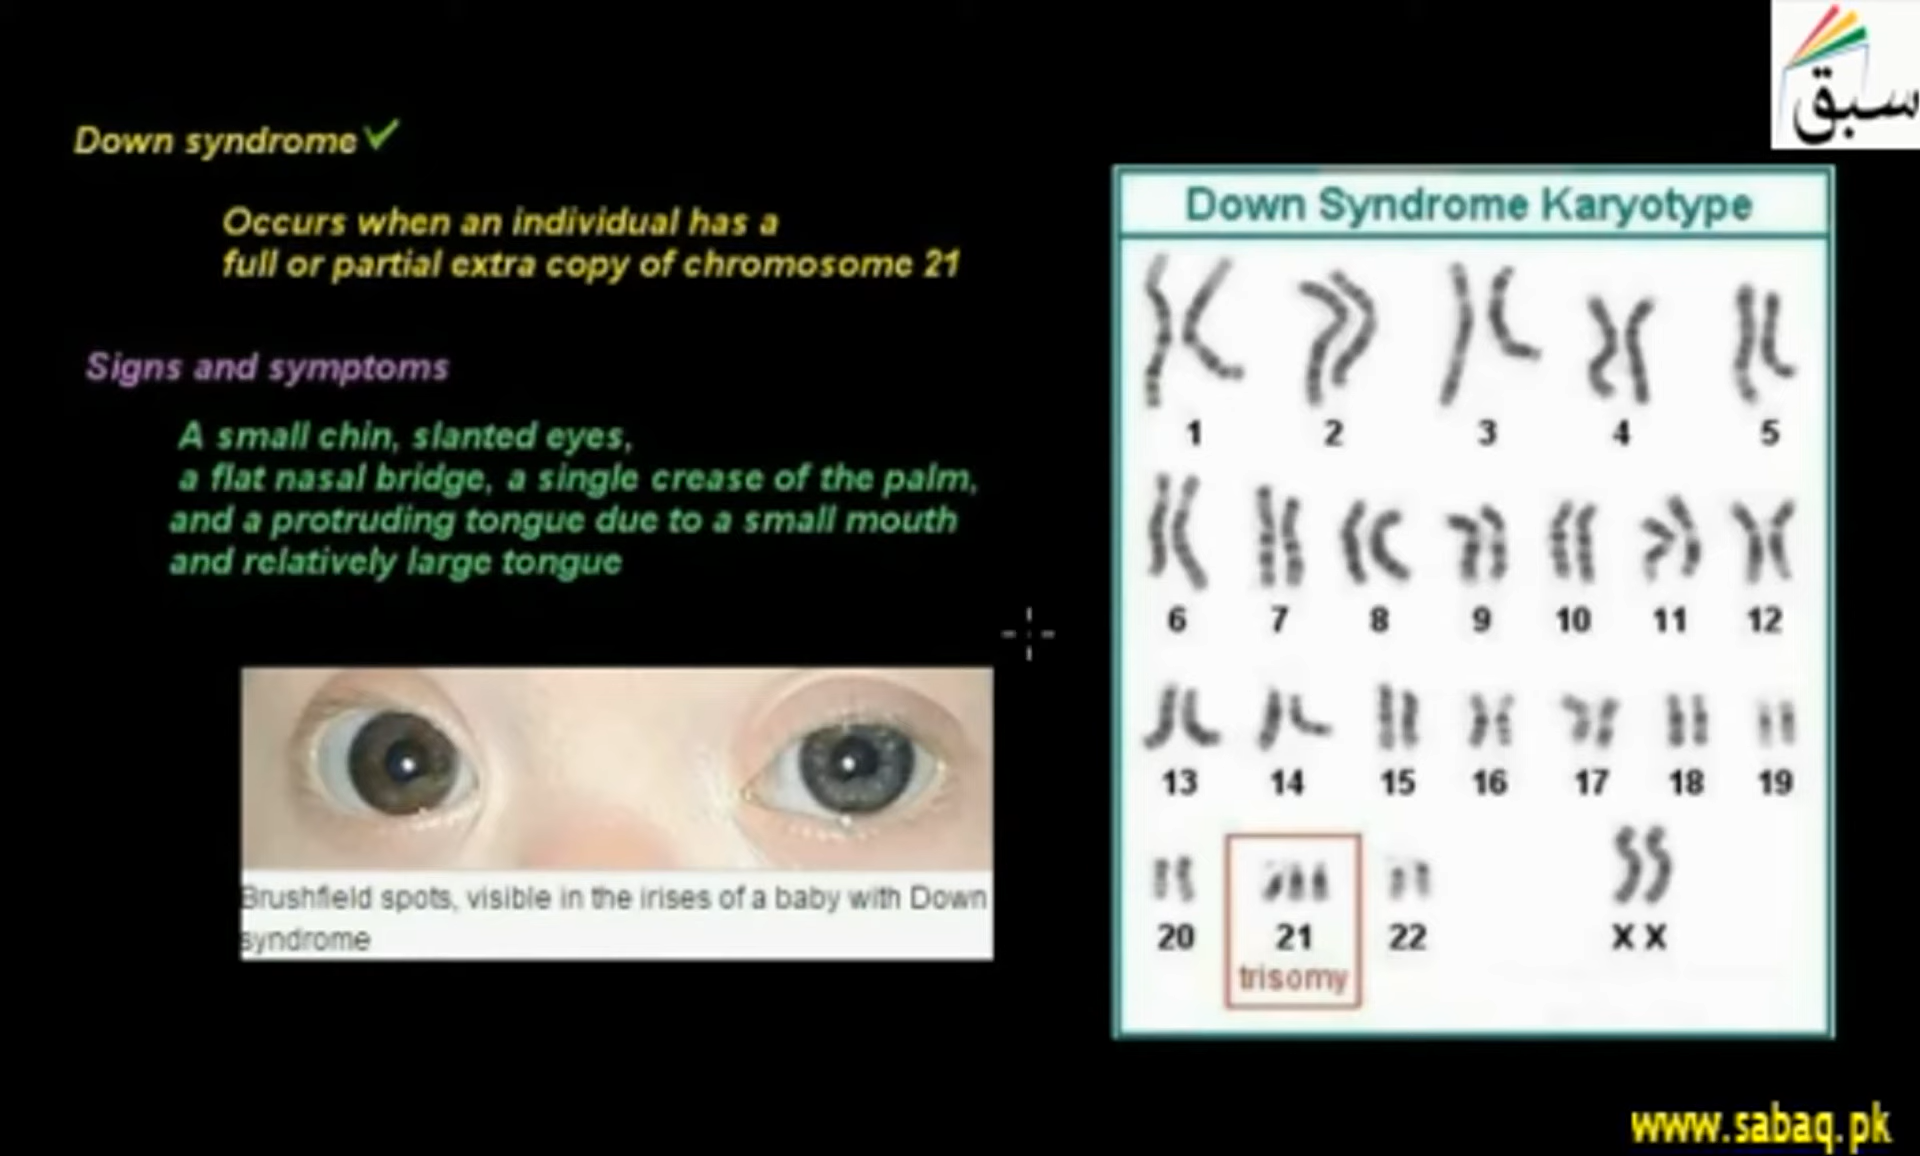 سبق
Down syndrome
Occurs when an individual has a
full or partial extra copy of chromosome 21
Signs and symptoms
A small chin, slanted eyes,
a flat nasal bridge, a single crease of the palm,
and a protruding tongue due to a small mouth
and relatively large tongue
Brushfield spots, visible in the irises of a baby with Down
syndrome
Down Syndrome Karyotype
1 2 3 4 5
6 7 8 9 10 11 12
13 14 15 16 17 18 19
20 21 22 X X
trisomy
www.sabaq.pk